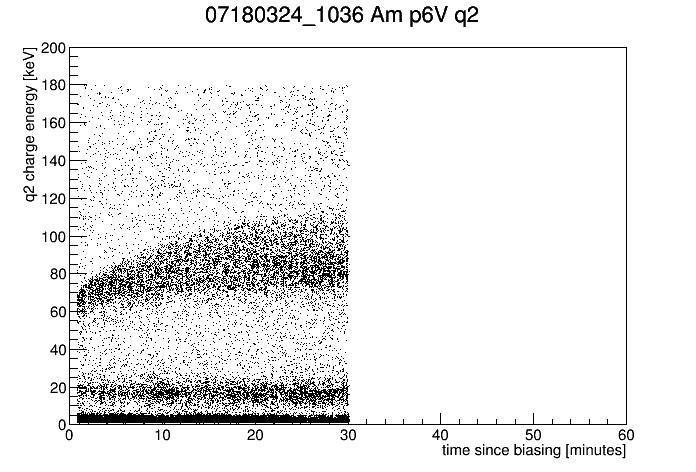 07180324_1036 Am p6V q2
q2 charge energy [keV]
200
180
160
140
120
100
80
60
40
20
0
0 10 20 30 40 50 60
time since biasing [minutes]